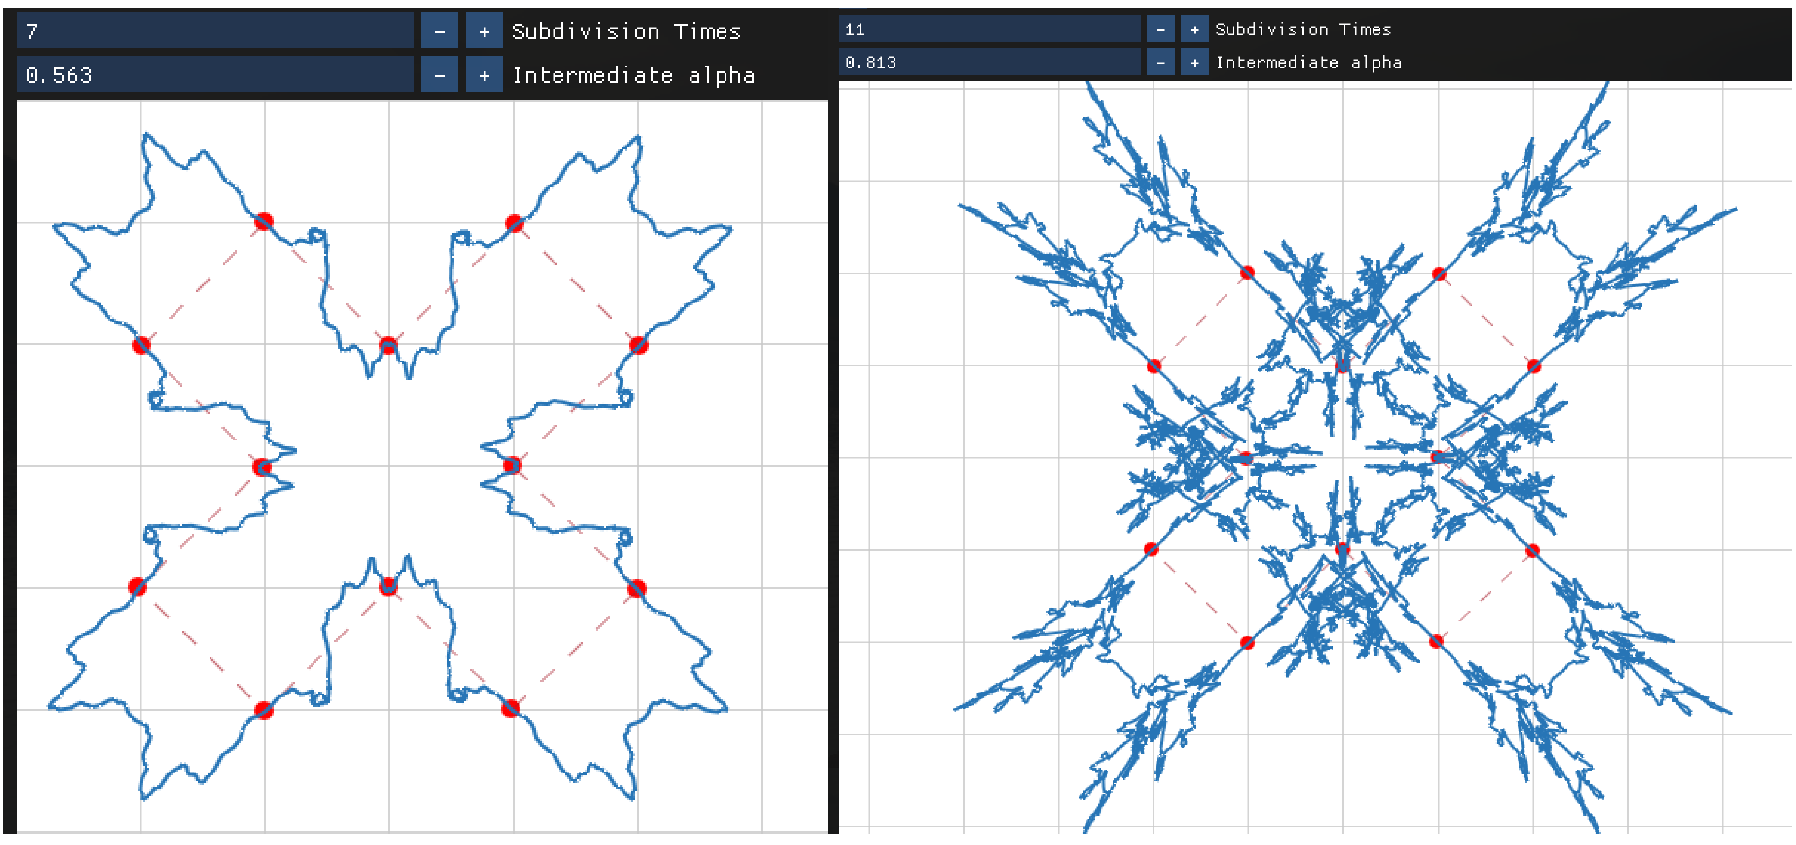 7 - + Subdivision Times
0.563 - + Intermediate alpha
11 - + Subdivision Times
0.813 - + Intermediate alpha